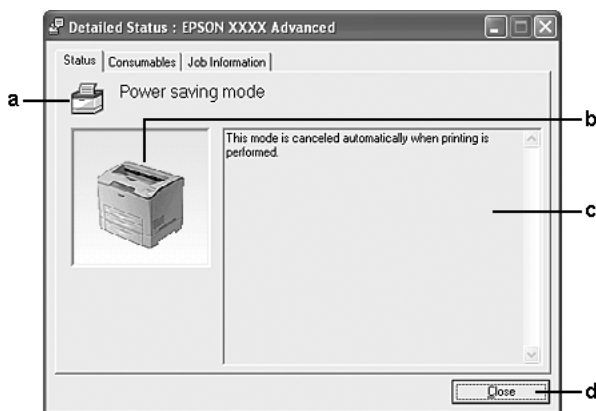 Detailed Status : EPSON XXXX Advanced
Status Consumables Job Information
a
Power saving mode
b
This mode is canceled automatically when printing is
performed.
c
Close
d